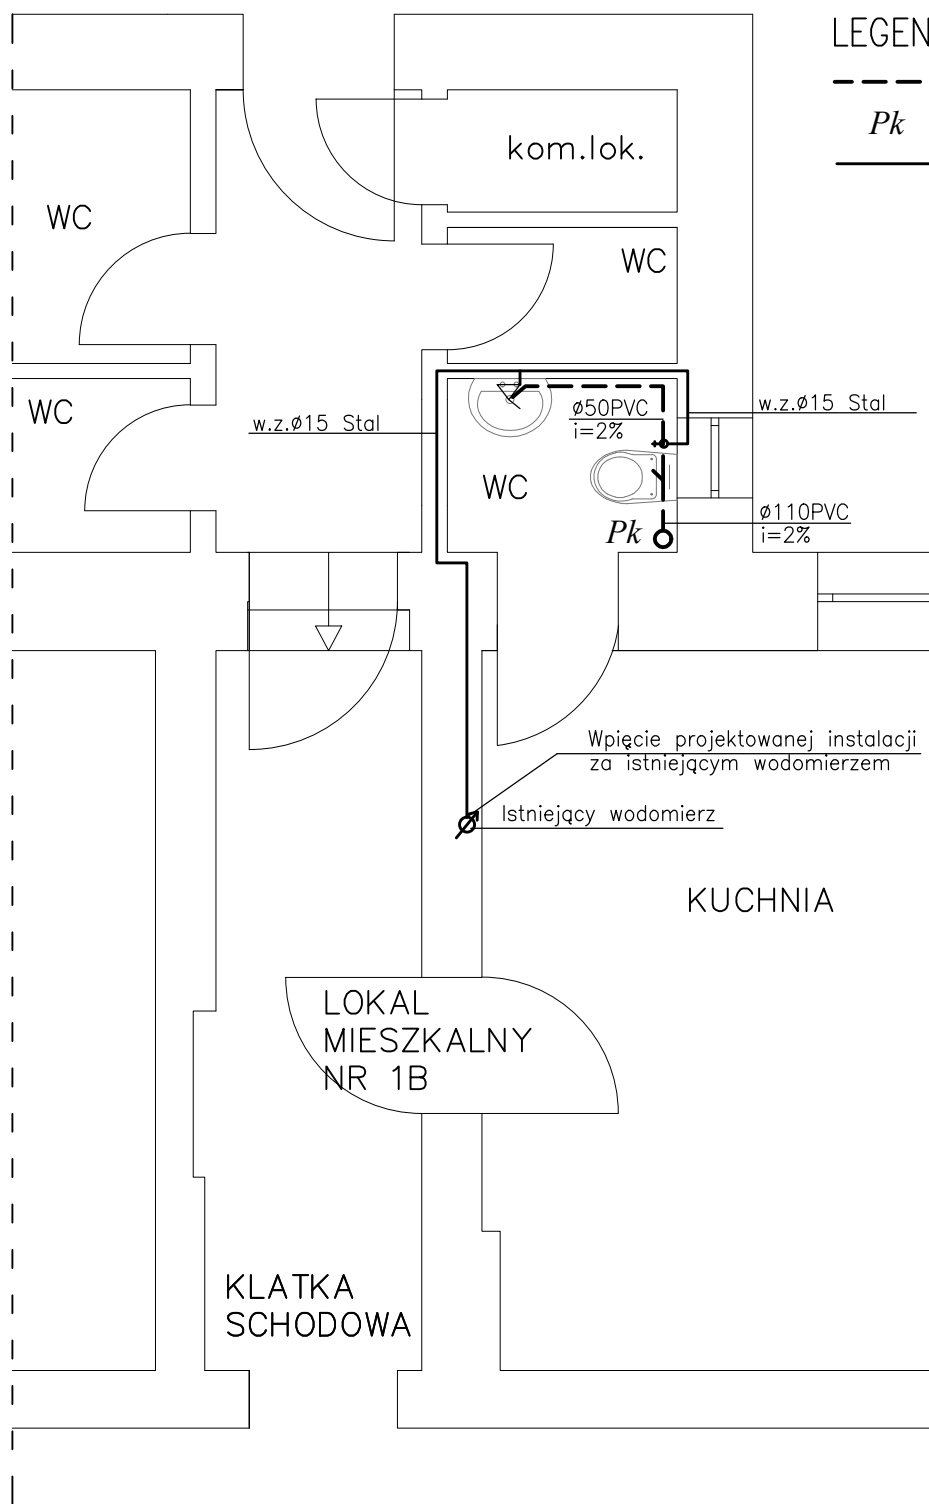 LEGEN
Pk
kom.lok.
WC
WC
WC
w.z.ø15 Stal
ø50PVC
i=2%
w.z.ø15 Stal
WC
Pk
ø110PVC
i=2%
Wpięcie projektowanej instalacji
za istniejącym wodomierzem
Istniejący wodomierz
KUCHNIA
LOKAL
MIESZKALNY
NR 1B
KLATKA
SCHODOWA